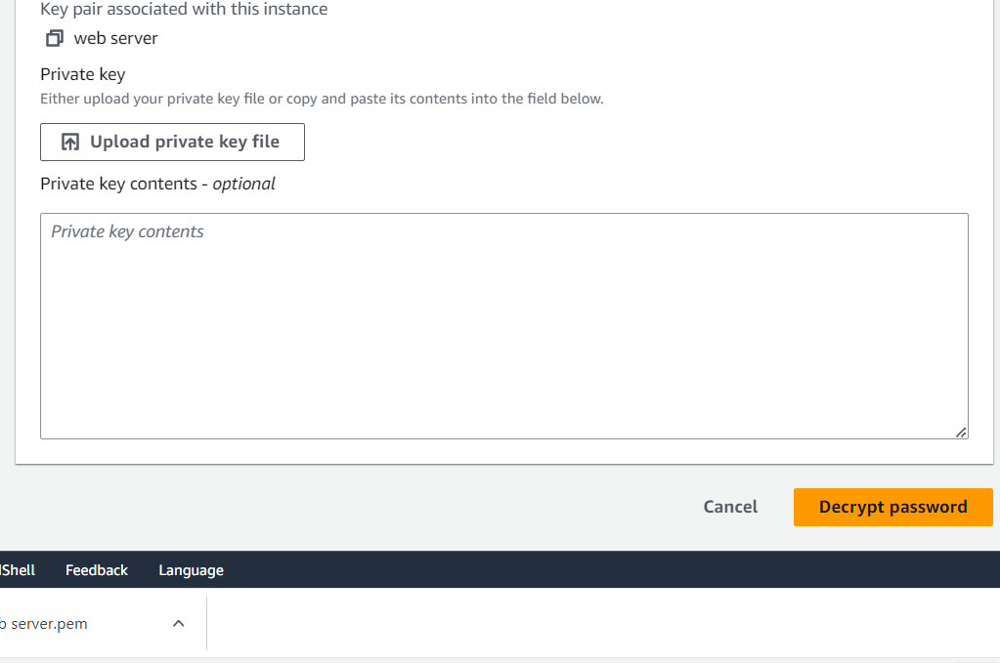 Key pair associated with this instance
web server
Private key
Either upload your private key file or copy and paste its contents into the field below.
Upload private key file
Private key contents - optional
Private key contents
Cancel Decrypt password
Shell Feedback Language
b server.pem